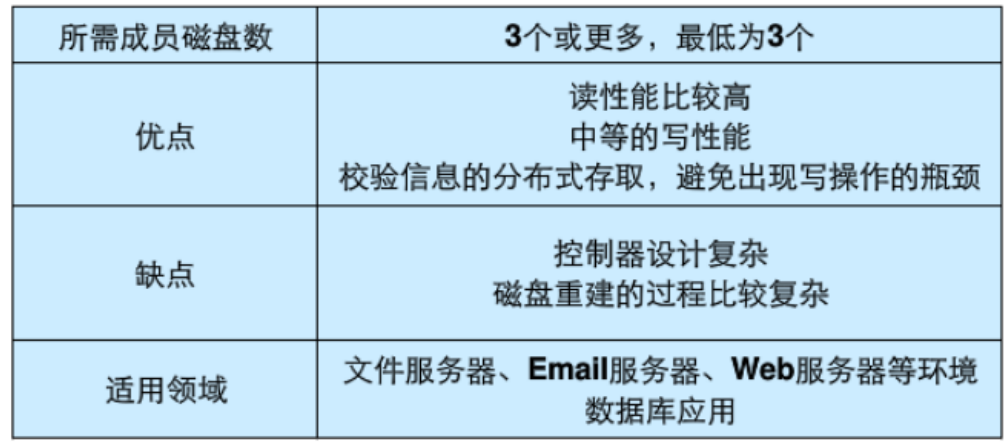 所需成员磁盘数
3个或更多，最低为3个
优点
读性能比较高
中等的写性能
校验信息的分布式存取，避免出现写操作的瓶颈
缺点
控制器设计复杂
磁盘重建的过程比较复杂
适用领域
文件服务器、Email服务器、Web服务器等环境
数据库应用